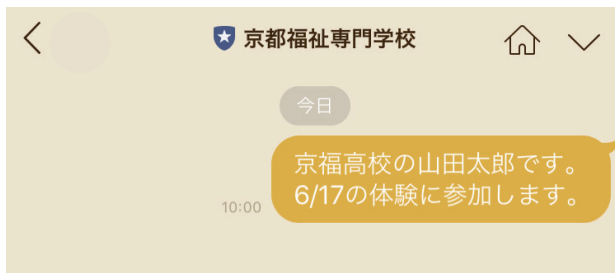 京都福祉専門学校
今日
京福高校の山田太郎です。
6/17の体験に参加します。
10:00